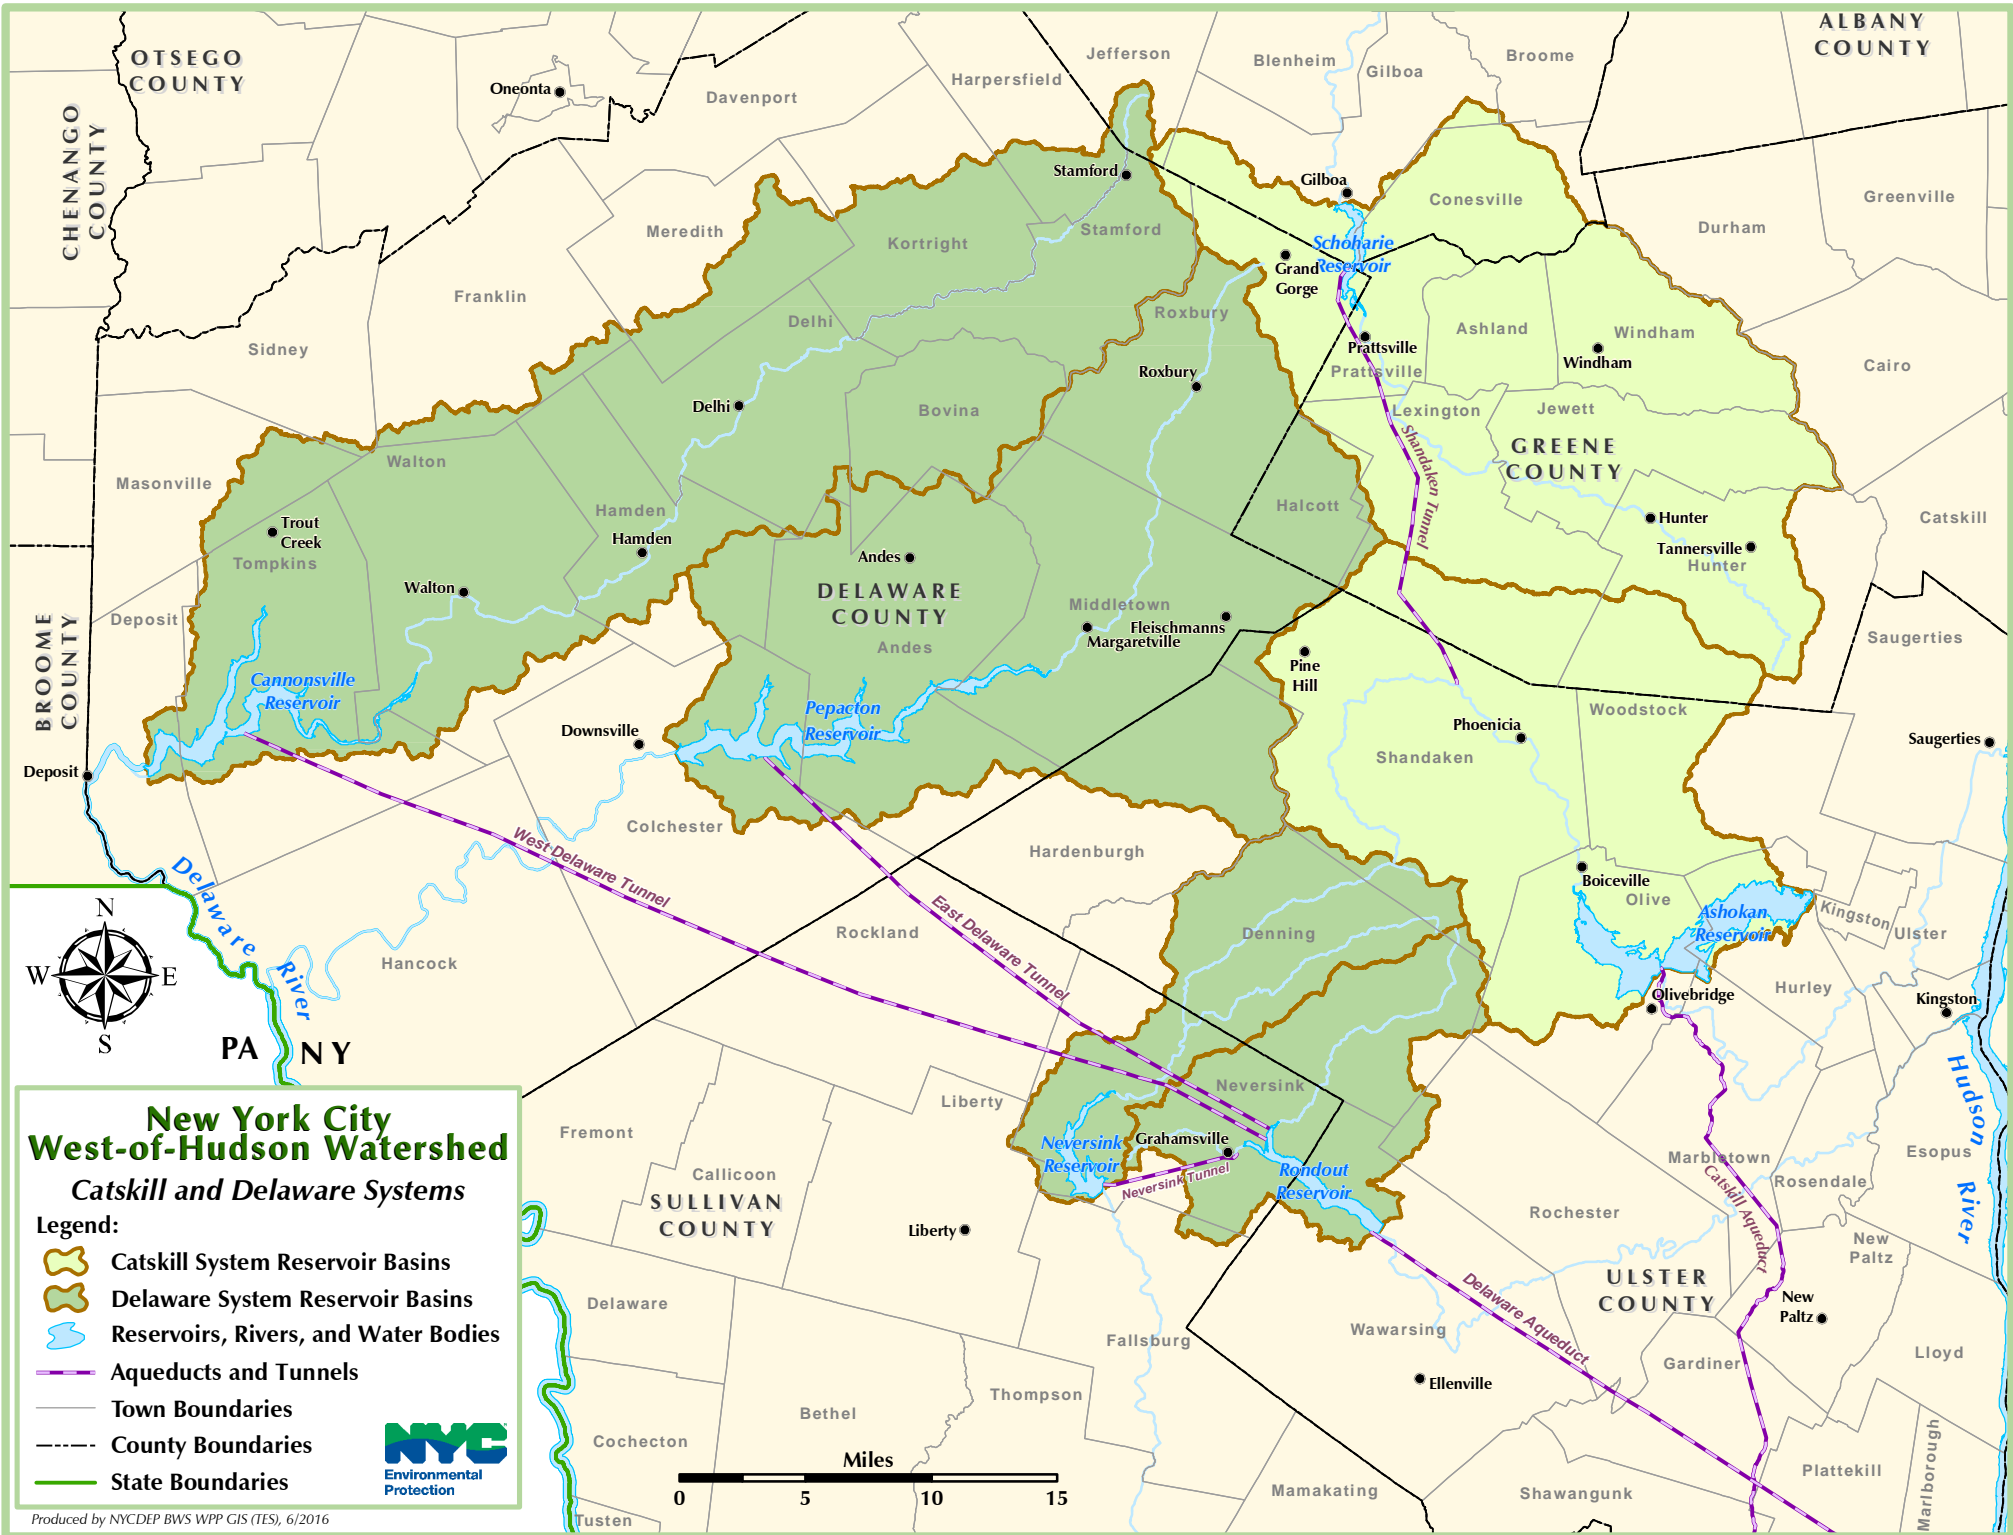 OTSEGO
COUNTY
ALBANY
COUNTY
CHENANGO
COUNTY
Oneonta
Davenport
Harpersfield
Jefferson
Blenheim
Gilboa
Broome
Stamford
Gilboa
Conesville
Greenville
Durham
Meredith
Kortright
Stamford
Schoharie
Reservoir
Grand
Gorge
Franklin
Delhi
Roxbury
Ashland
Windham
Sidney
Prattsville
Windham
Prattsville
Cairo
Roxbury
Delhi
Bovina
Lexington
Jewett
GREENE
COUNTY
Shandaken Tunnel
Walton
Masonville
Hamden
Halcott
Hunter
Catskill
Trout
Creek
Hamden
Tannersville
Hunter
Tompkins
Andes
DELAWARE
COUNTY
Walton
Middletown
Fleischmanns
Margaretville
Deposit
BROOME
COUNTY
Andes
Saugerties
Pine
Hill
Cannonsville
Reservoir
Pepacton
Reservoir
Woodstock
Downsville
Phoenicia
Saugerties
Shandaken
Deposit
Colchester
West Delaware Tunnel
Hardenburgh
Boiceville
Olive
Delaware
River
East Delaware Tunnel
Ashokan
Reservoir
Kingston
Ulster
N
W
E
S
Rockland
Denning
Hancock
Hurley
Olivebridge
Kingston
PA
NY
Hudson
River
Neversink
Liberty
Fremont
Grahamsville
Neversink
Reservoir
Neversink Tunnel
Rondout
Reservoir
Marbletown
Catskill Aqueduct
Rosendale
Esopus
Callicoon
SULLIVAN
COUNTY
Liberty
Rochester
New
Paltz
ULSTER
COUNTY
Delaware
Delaware Aqueduct
New
Paltz
Fallsburg
Wawarsing
Gardiner
Lloyd
Ellenville
Thompson
Bethel
Cochecton
Marlborough
Plattekill
Mamakating
Shawangunk
Tusten
Miles
0 5 10 15
New York City
West-of-Hudson Watershed
Catskill and Delaware Systems
Legend:
Catskill System Reservoir Basins
Delaware System Reservoir Basins
Reservoirs, Rivers, and Water Bodies
Aqueducts and Tunnels
Town Boundaries
County Boundaries
State Boundaries
NYC
Environmental
Protection
Produced by NYCDEP BWS WPP GIS (TES), 6/2016